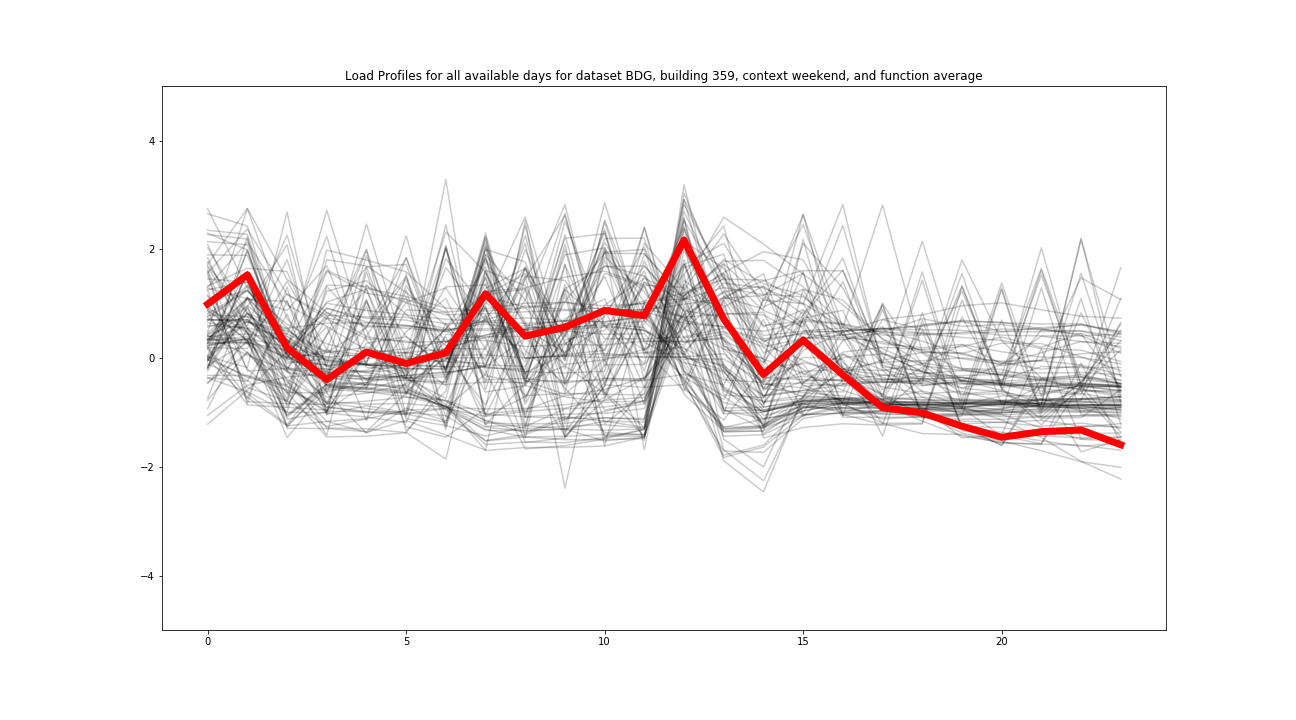 Load Profiles for all available days for dataset BDG, building 359, context weekend, and function average
4
2
0
−2
−4
0 5 10 15 20